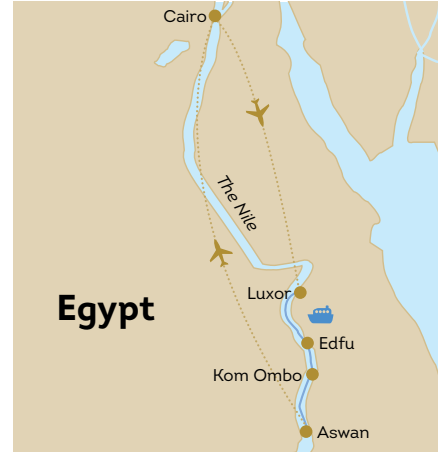 Cairo
The Nile
Luxor
Egypt
Edfu
Kom Ombo
Aswan